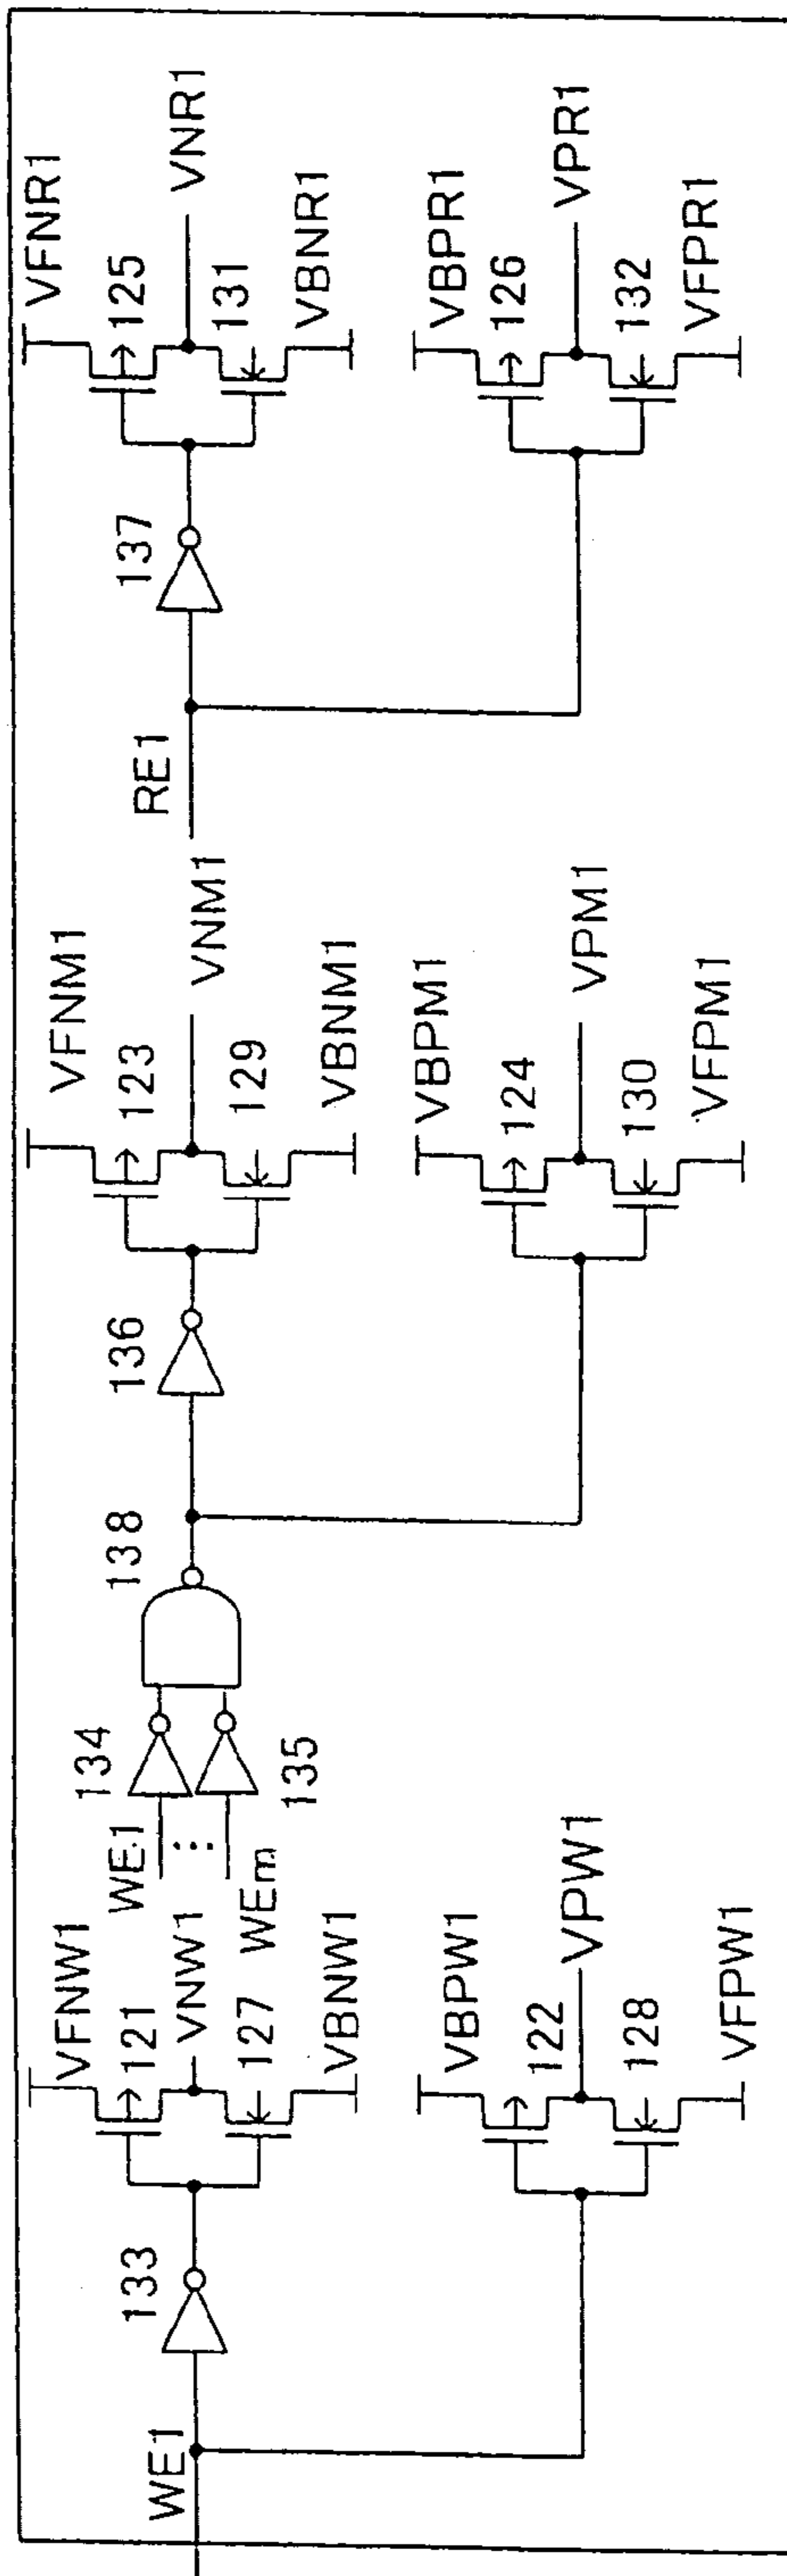 WE1
133
VFNW1
121
VNW1
127
VBNW1
VBPW1
122
VPW1
128
VFPW1
WE1
WEm
134
135
138
136
VFNM1
123
VNM1
129
VBNM1
VBPM1
124
VPM1
130
VFPM1
RE1
137
VFNR1
125
VNR1
131
VBNR1
VBPR1
126
VPR1
132
VFPR1